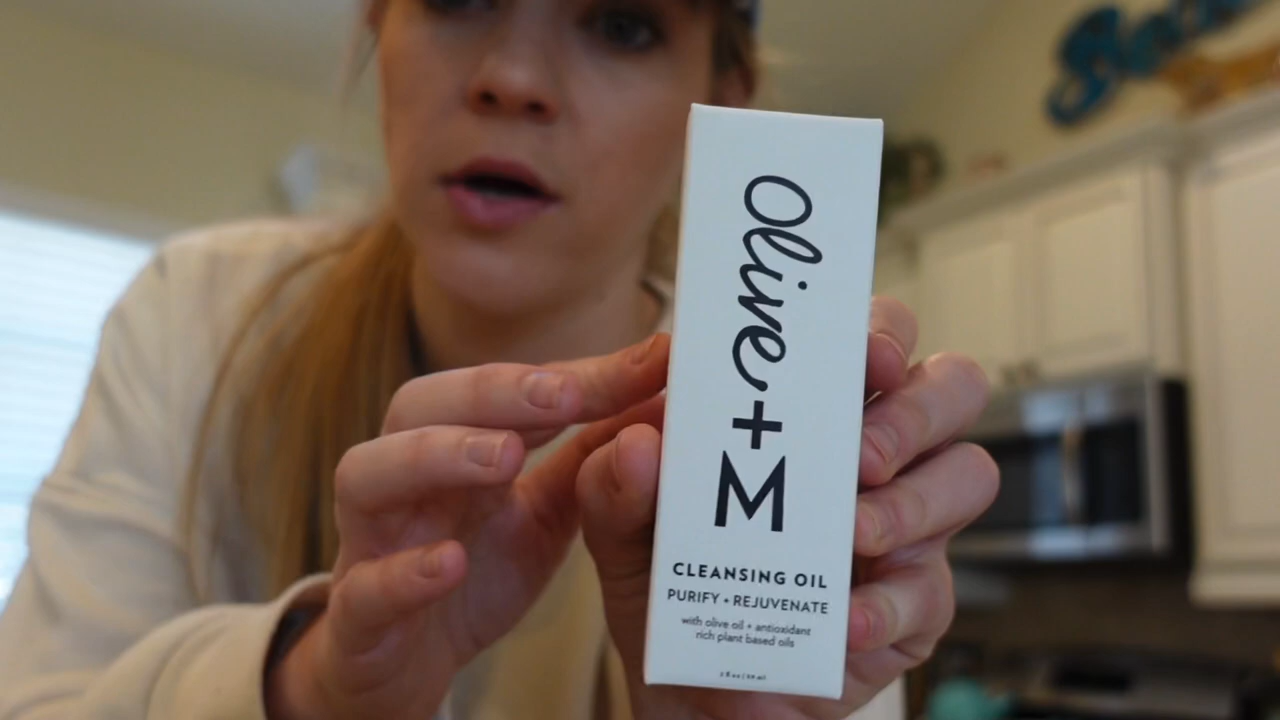 Olive + M
CLEANSING OIL
PURIFY + REJUVENATE
with olive oil + antioxidant
rich plant based oils